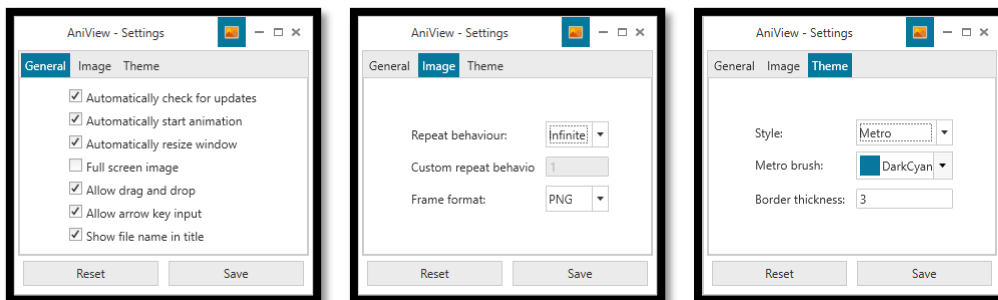 AniView - Settings
General Image Theme
Automatically check for updates
Automatically start animation
Automatically resize window
Full screen image
Allow drag and drop
Allow arrow key input
Show file name in title
Reset Save
AniView - Settings
General Image Theme
Repeat behaviour: Infinite
Custom repeat behavio 1
Frame format: PNG
Reset Save
AniView - Settings
General Image Theme
Style: Metro
Metro brush: DarkCyan
Border thickness: 3
Reset Save